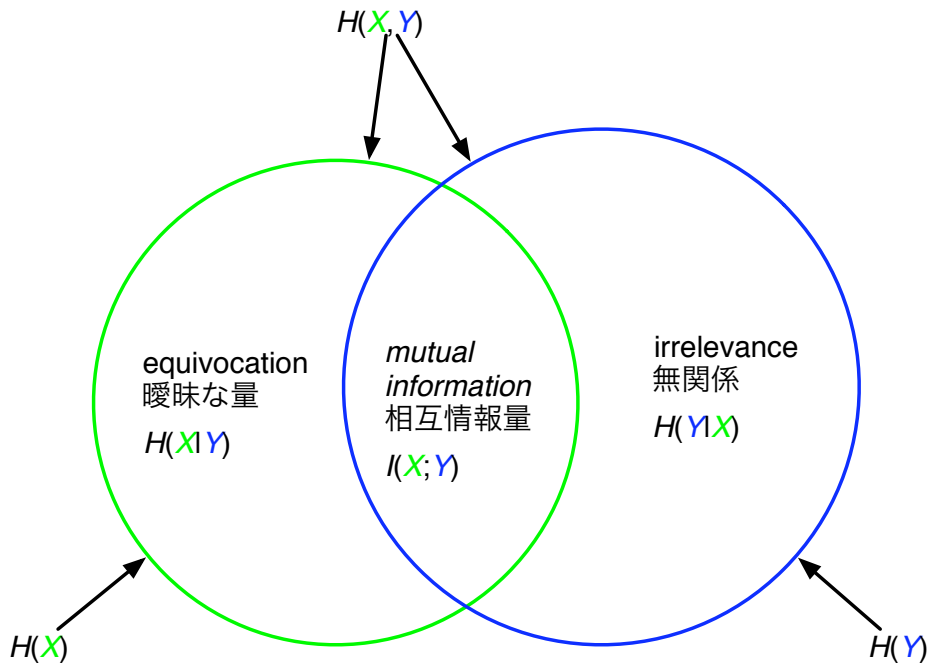 H(X,Y)
equivocation
曖昧な量
H(X|Y)
mutual
information
相互情報量
I(X;Y)
irrelevance
無関係
H(Y|X)
H(X)
H(Y)